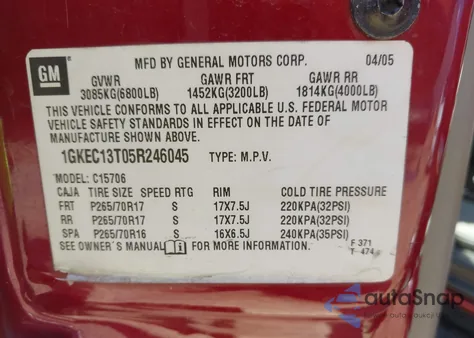 GM
MFD BY GENERAL MOTORS CORP. 04/05
GVWR GAWR FRT GAWR RR
3085KG(6800LB) 1452KG(3200LB) 1814KG(4000LB)
THIS VEHICLE CONFORMS TO ALL APPLICABLE U.S. FEDERAL MOTOR
VEHICLE SAFETY STANDARDS IN EFFECT ON THE DATE OF
MANUFACTURE SHOWN ABOVE.
1GKEC13T05R246045 TYPE: M.P.V.
MODEL: C15706
CAJA TIRE SIZE SPEED RTG RIM COLD TIRE PRESSURE
FRT P265/70R17 S 17X7.5J 220KPA(32PSI)
RR P265/70R17 S 17X7.5J 220KPA(32PSI)
SPA P265/70R16 S 16X6.5J 240KPA(35PSI)
SEE OWNER'S MANUAL FOR MORE INFORMATION. F 371
T 474
autoSnap